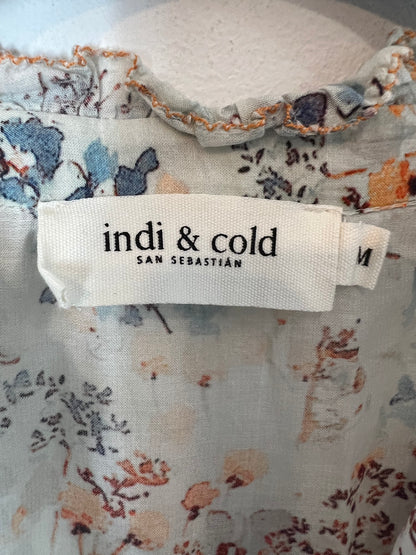 indi & cold
SAN SEBASTIÁN
M